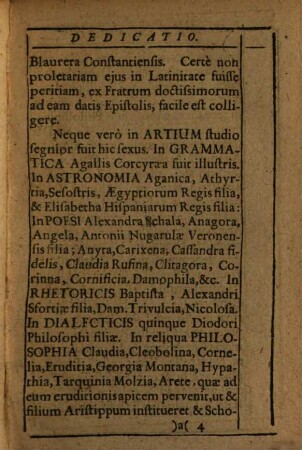 DEDICATIO.
Blaurera Constantiensis. Certè non
proletariam ejus in Latinitate fuisse
peritiam, ex Fratrum doctissimorum
ad eam datis Epistolis, facile est colli-
gere.
Neque verò in ARTIUM studio
segnior fuit hic sexus. In GRAMMA-
TICA Agallis Corcyræa fuit illustris.
In ASTRONOMIA Aganica, Athyr-
tia, Sesostris, Ægyptiorum Regis filia,
& Elisabetha Hispaniarum Regis filia:
In POESI Alexandra Schala, Anagora,
Angela, Antonii Nugarulæ Veronen-
sis filia; Anyta, Carixena, Cassandra fi-
delis, Claudia Rufina, Clitagora, Co-
rinna, Cornificia, Damophila, &c. In
RHETORICIS Baptista, Alexandri
Sfortiæ filia, Dam. Trivulcia, Nicolosa.
In DIALECTICIS quinque Diodori
Philosophi filiæ. In reliqua PHILO-
SOPHIA Claudia, Cleobolina, Corne-
lia, Eruditia, Georgia Montana, Hypa-
thia, Tarquinia Molzia, Arete, quæ ad
eum eruditionis apicem pervenit, ut &
filium Aristippum institueret & Scho-
)a( 4